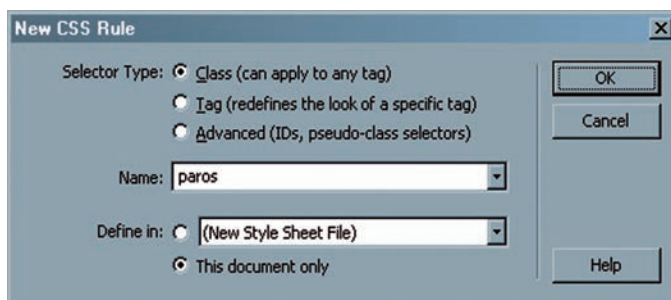 New CSS Rule
Selector Type: Class (can apply to any tag)
Tag (redefines the look of a specific tag)
Advanced (IDs, pseudo-class selectors)
Name: paros
Define in: (New Style Sheet File)
This document only
OK
Cancel
Help